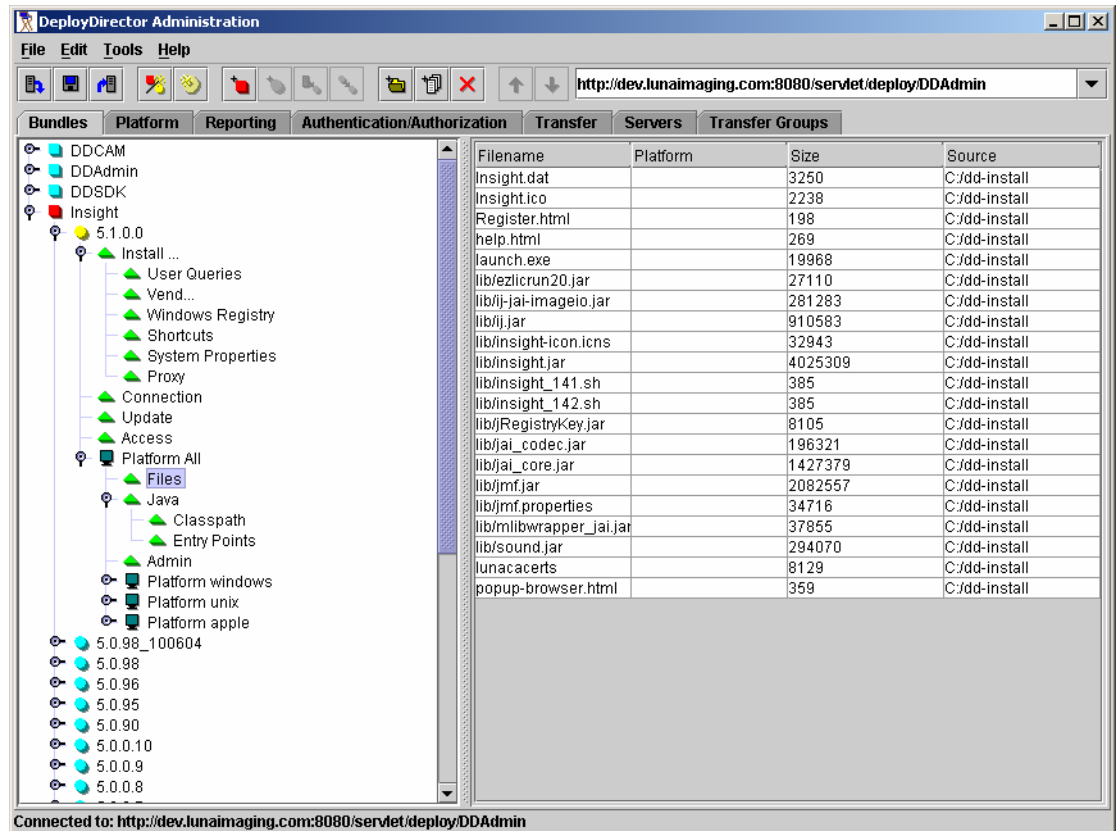 DeployDirector Administration
File Edit Tools Help
http://dev.lunaimaging.com:8080/servlet/deploy/DDAdmin
Bundles Platform Reporting Authentication/Authorization Transfer Servers Transfer Groups
DDCAM
DDAdmin
DDSDK
Insight
5.1.0.0
Install ...
User Queries
Vend...
Windows Registry
Shortcuts
System Properties
Proxy
Connection
Update
Access
Platform All
Files
Java
Classpath
Entry Points
Admin
Platform windows
Platform unix
Platform apple
5.0.98_100604
5.0.98
5.0.96
5.0.95
5.0.90
5.0.0.10
5.0.0.9
5.0.0.8
Filename Platform Size Source
Insight.dat 3250 C:/dd-install
Insight.ico 2238 C:/dd-install
Register.html 198 C:/dd-install
help.html 269 C:/dd-install
launch.exe 19968 C:/dd-install
lib/ezlicrun20.jar 27110 C:/dd-install
lib/ij-jai-imageio.jar 281283 C:/dd-install
lib/ij.jar 910583 C:/dd-install
lib/insight-icon.icns 32943 C:/dd-install
lib/insight.jar 4025309 C:/dd-install
lib/insight_141.sh 385 C:/dd-install
lib/insight_142.sh 385 C:/dd-install
lib/jRegistryKey.jar 8105 C:/dd-install
lib/jai_codec.jar 196321 C:/dd-install
lib/jai_core.jar 1427379 C:/dd-install
lib/jmf.jar 2082557 C:/dd-install
lib/jmf.properties 34716 C:/dd-install
lib/mlibwrapper_jai.jar 37855 C:/dd-install
lib/sound.jar 294070 C:/dd-install
lunacacerts 8129 C:/dd-install
popup-browser.html 359 C:/dd-install
Connected to: http://dev.lunaimaging.com:8080/servlet/deploy/DDAdmin